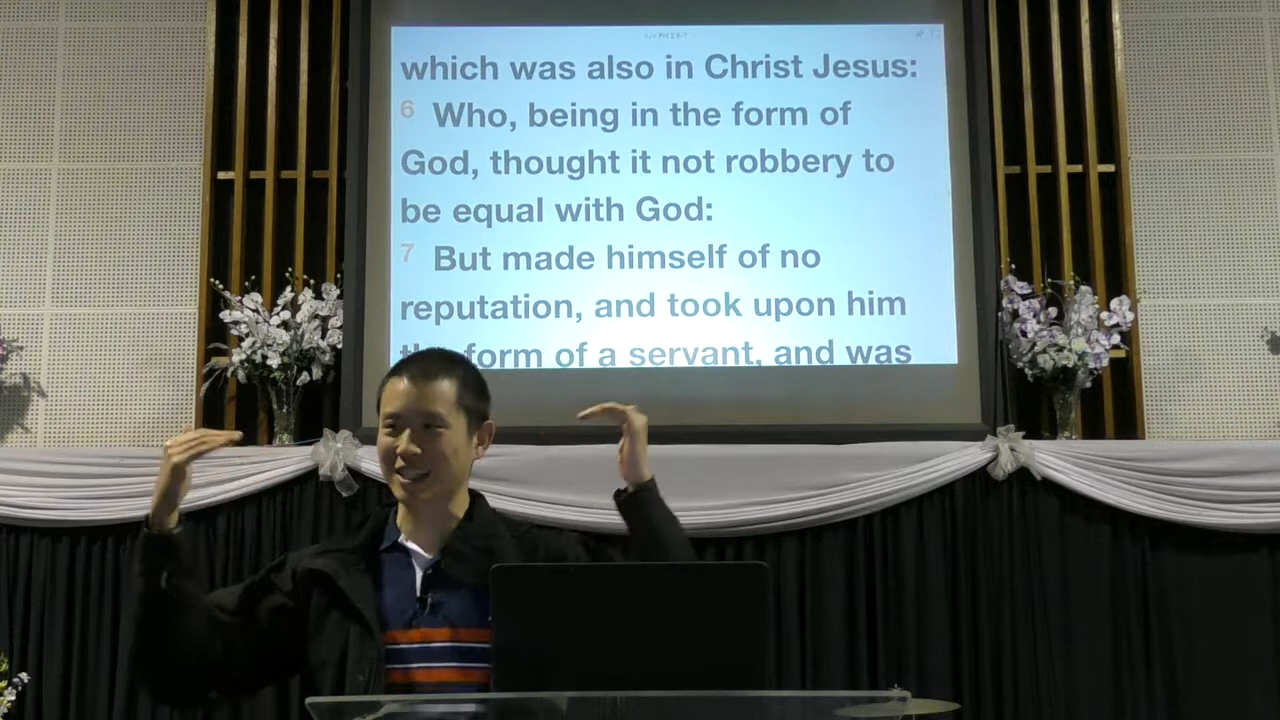 which was also in Christ Jesus:
6 Who, being in the form of
God, thought it not robbery to
be equal with God:
7 But made himself of no
reputation, and took upon him
form of a servant, and was